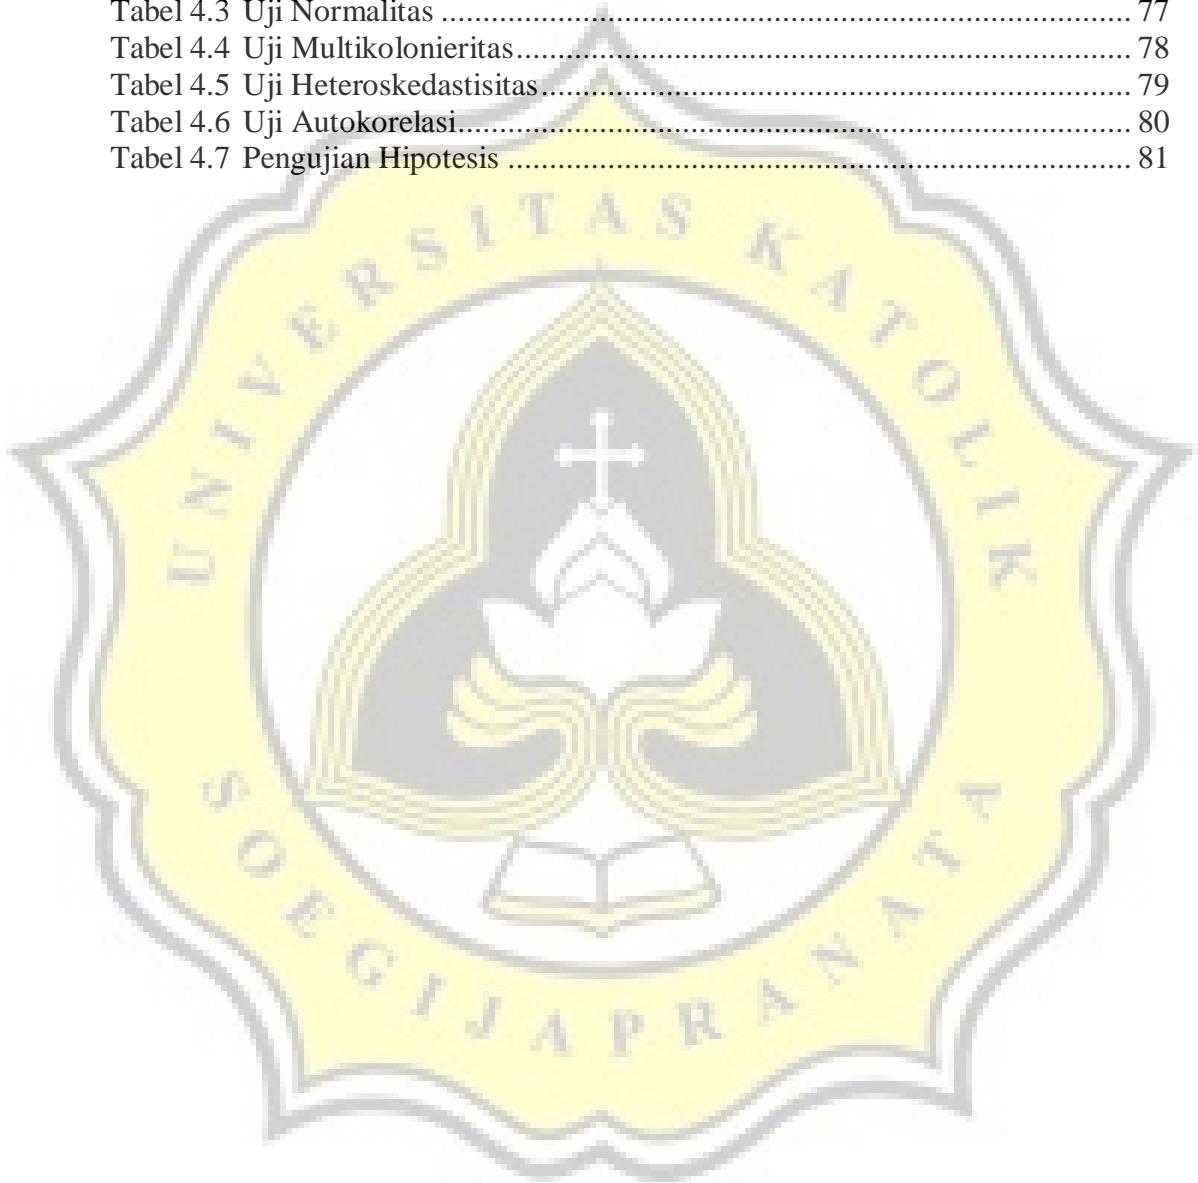 Tabel 4.3 Uji Normalitas ........................................................................................ 77
Tabel 4.4 Uji Multikolonieritas.............................................................................. 78
Tabel 4.5 Uji Heteroskedastisitas........................................................................... 79
Tabel 4.6 Uji Autokorelasi..................................................................................... 80
Tabel 4.7 Pengujian Hipotesis ............................................................................... 81
UNIVERSITAS KATOLIK
SOEGIJAPRANATA